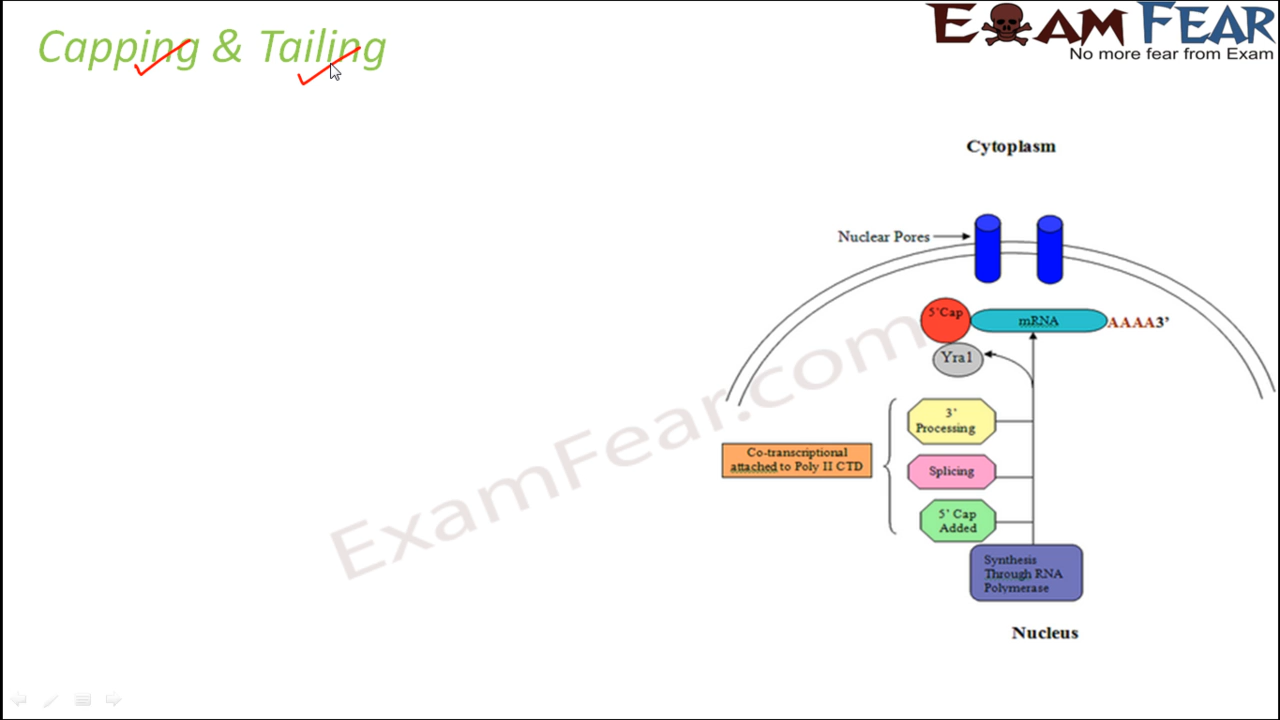 Capping & Tailing
EXAM FEAR
No more fear from Exam
Cytoplasm
Nuclear Pores
5'Cap
mRNA
AAAA3'
Yra1
3'
Processing
Co-transcriptional
attached to Poly II CTD
Splicing
5' Cap
Added
Synthesis
Through RNA
Polymerase
Nucleus
ExamFear.com